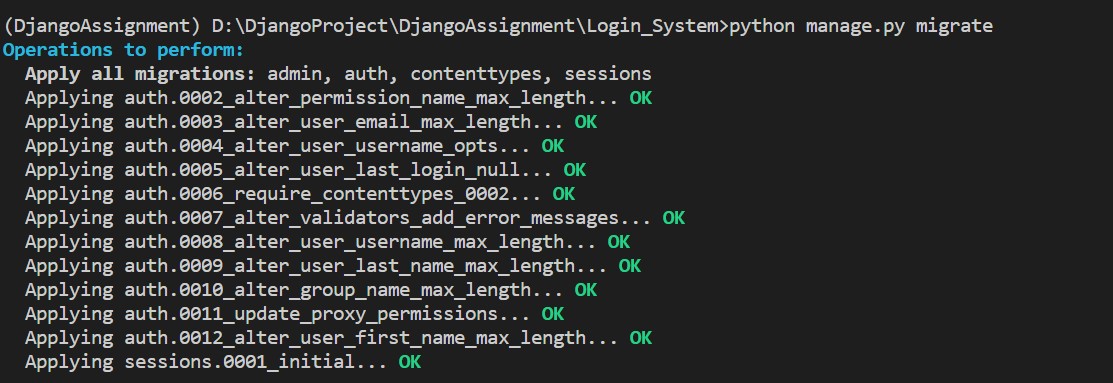 (DjangoAssignment) D:\DjangoProject\DjangoAssignment\Login_System>python manage.py migrate
Operations to perform:
  Apply all migrations: admin, auth, contenttypes, sessions
  Applying auth.0002_alter_permission_name_max_length... OK
  Applying auth.0003_alter_user_email_max_length... OK
  Applying auth.0004_alter_user_username_opts... OK
  Applying auth.0005_alter_user_last_login_null... OK
  Applying auth.0006_require_contenttypes_0002... OK
  Applying auth.0007_alter_validators_add_error_messages... OK
  Applying auth.0008_alter_user_username_max_length... OK
  Applying auth.0009_alter_user_last_name_max_length... OK
  Applying auth.0010_alter_group_name_max_length... OK
  Applying auth.0011_update_proxy_permissions... OK
  Applying auth.0012_alter_user_first_name_max_length... OK
  Applying sessions.0001_initial... OK